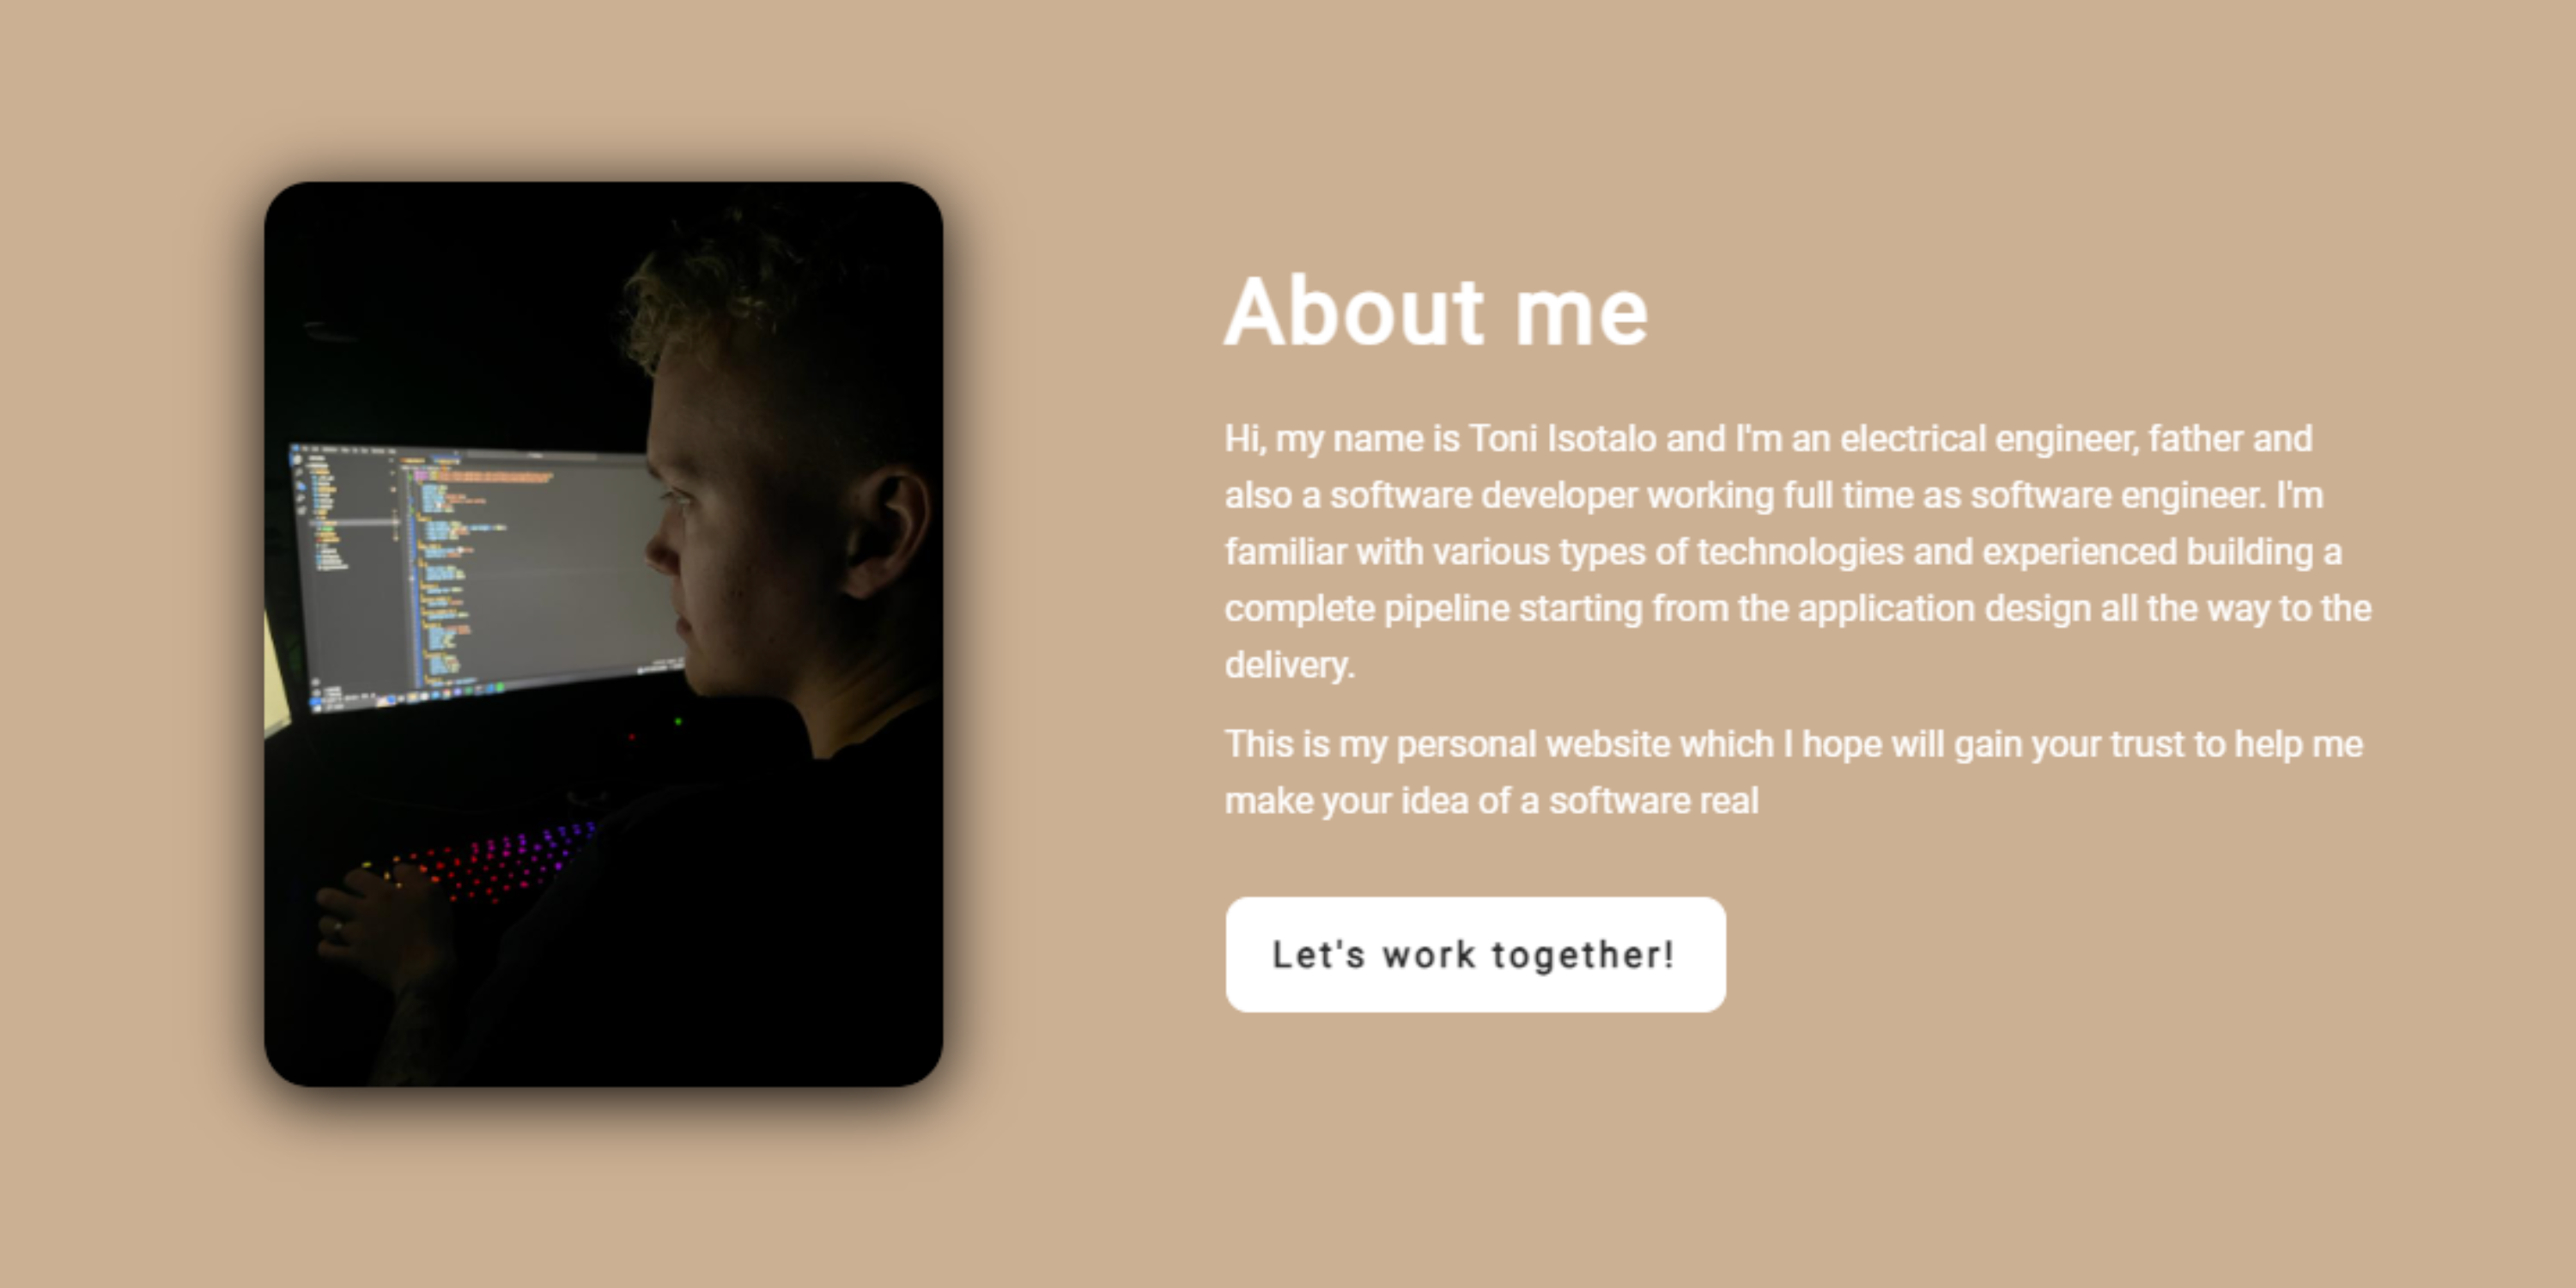 About me
Hi, my name is Toni Isotalo and I'm an electrical engineer, father and
also a software developer working full time as software engineer. I'm
familiar with various types of technologies and experienced building a
complete pipeline starting from the application design all the way to the
delivery.
This is my personal website which I hope will gain your trust to help me
make your idea of a software real
Let's work together!